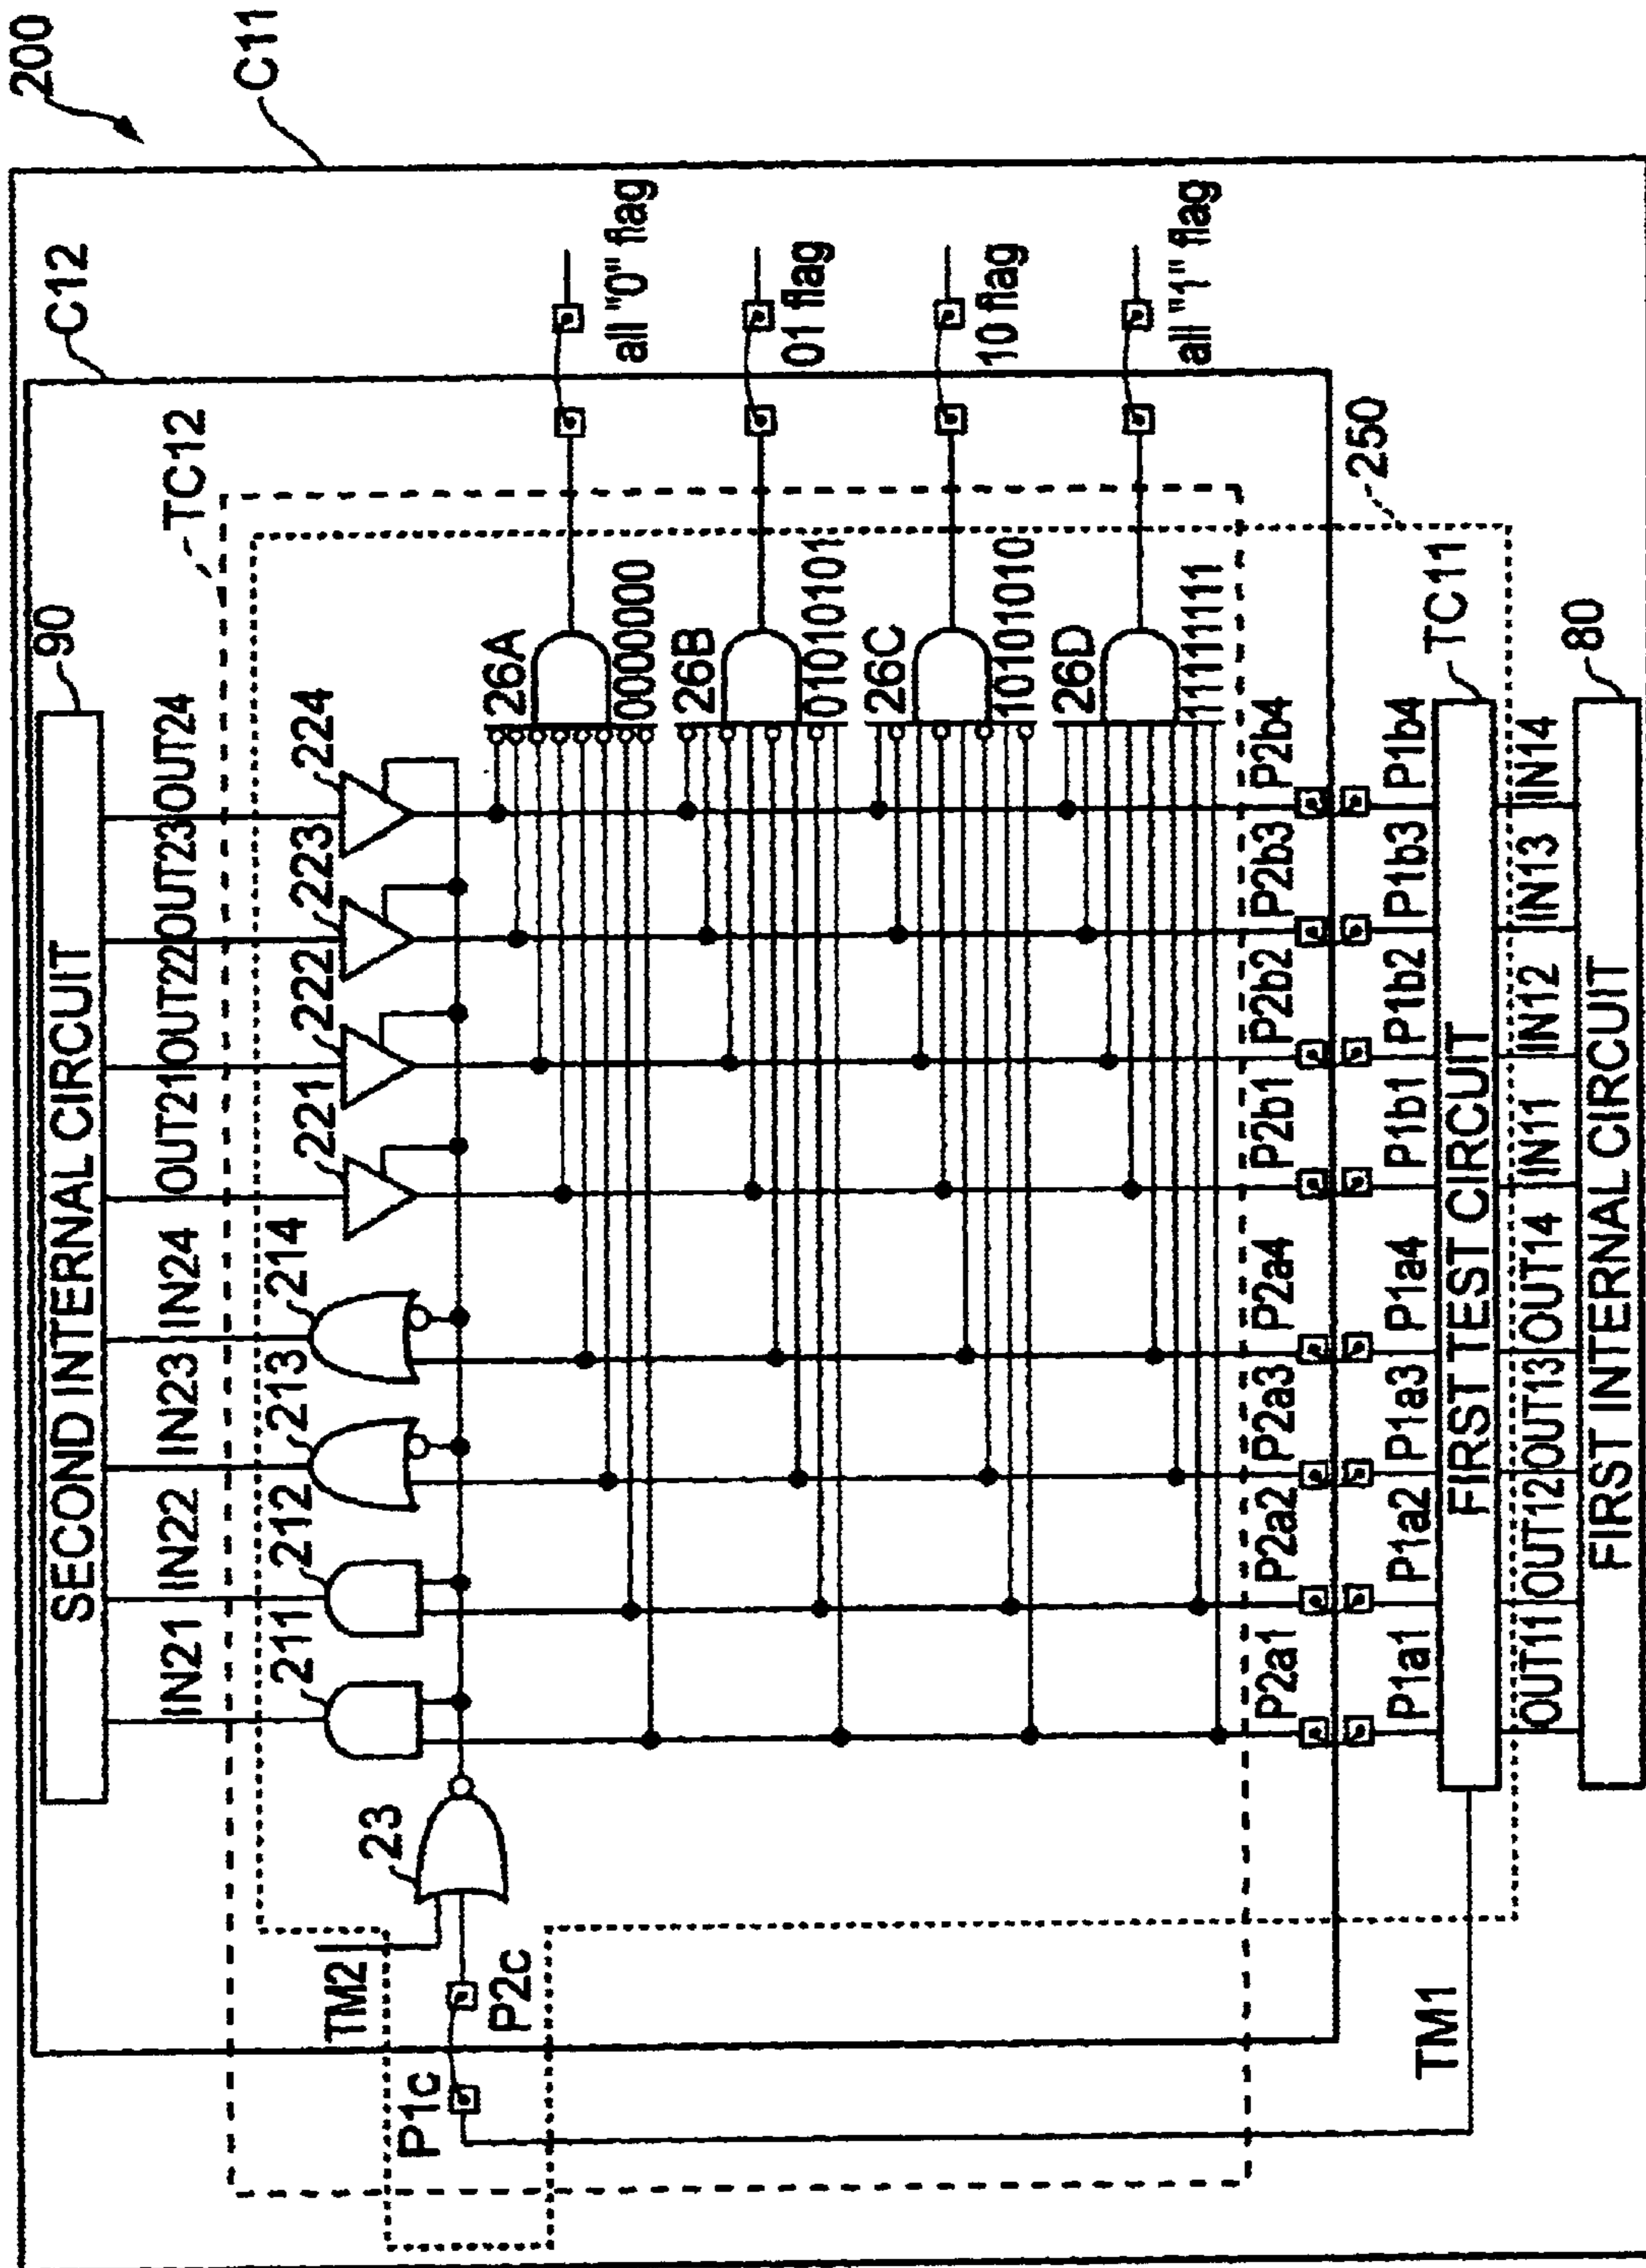 200
C11
C12
90
SECOND INTERNAL CIRCUIT
TC12
IN21 IN22 IN23 IN24 OUT21 OUT22 OUT23 OUT24
211 212 213 214 221 222 223 224
TM2
23
P1c
P2c
26A
all "0" flag
0000000
26B
01 flag
01010101
26C
10 flag
10101010
26D
all "1" flag
11111111
P2a1 P2a2 P2a3 P2a4 P2b1 P2b2 P2b3 P2b4
250
P1a1 P1a2 P1a3 P1a4 P1b1 P1b2 P1b3 P1b4
TM1
FIRST TEST CIRCUIT
TC11
OUT11 OUT12 OUT13 OUT14 IN11 IN12 IN13 IN14
80
FIRST INTERNAL CIRCUIT